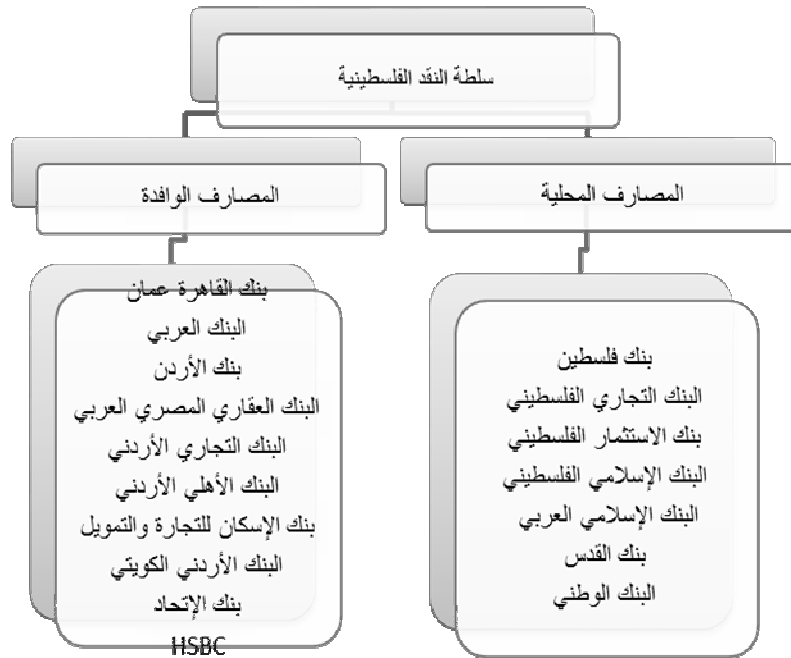 سلطة النقد الفلسطينية
المصارف المحلية
بنك فلسطين
البنك التجاري الفلسطيني
بنك الاستثمار الفلسطيني
البنك الإسلامي الفلسطيني
البنك الإسلامي العربي
بنك القدس
البنك الوطني
المصارف الوافدة
بنك القاهرة عمان
البنك العربي
بنك الأردن
البنك العقاري المصري العربي
البنك التجاري الأردني
البنك الأهلي الأردني
بنك الإسكان للتجارة والتمويل
البنك الأردني الكويتي
بنك الإتحاد
HSBC